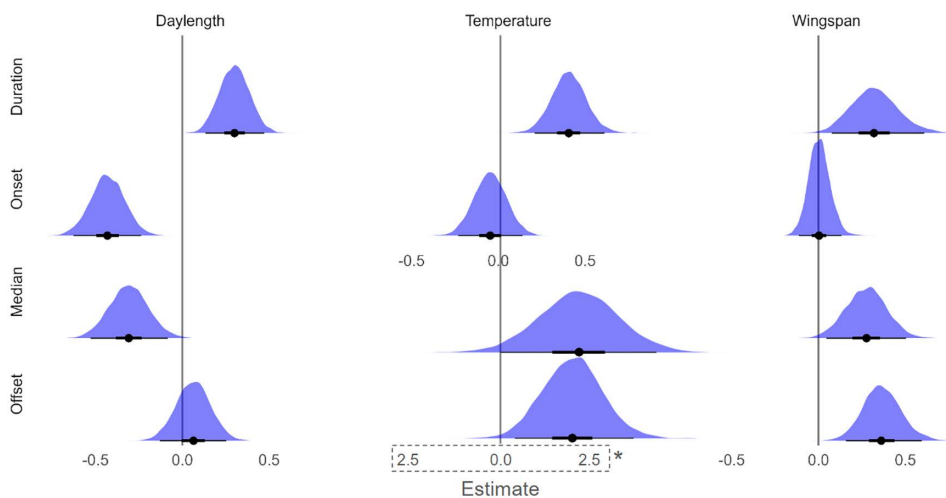 Daylength Temperature Wingspan
Duration
Onset
-0.5 0.0 0.5
Median
Offset
-0.5 0.0 0.5 2.5 0.0 2.5 * -0.5 0.0 0.5
Estimate